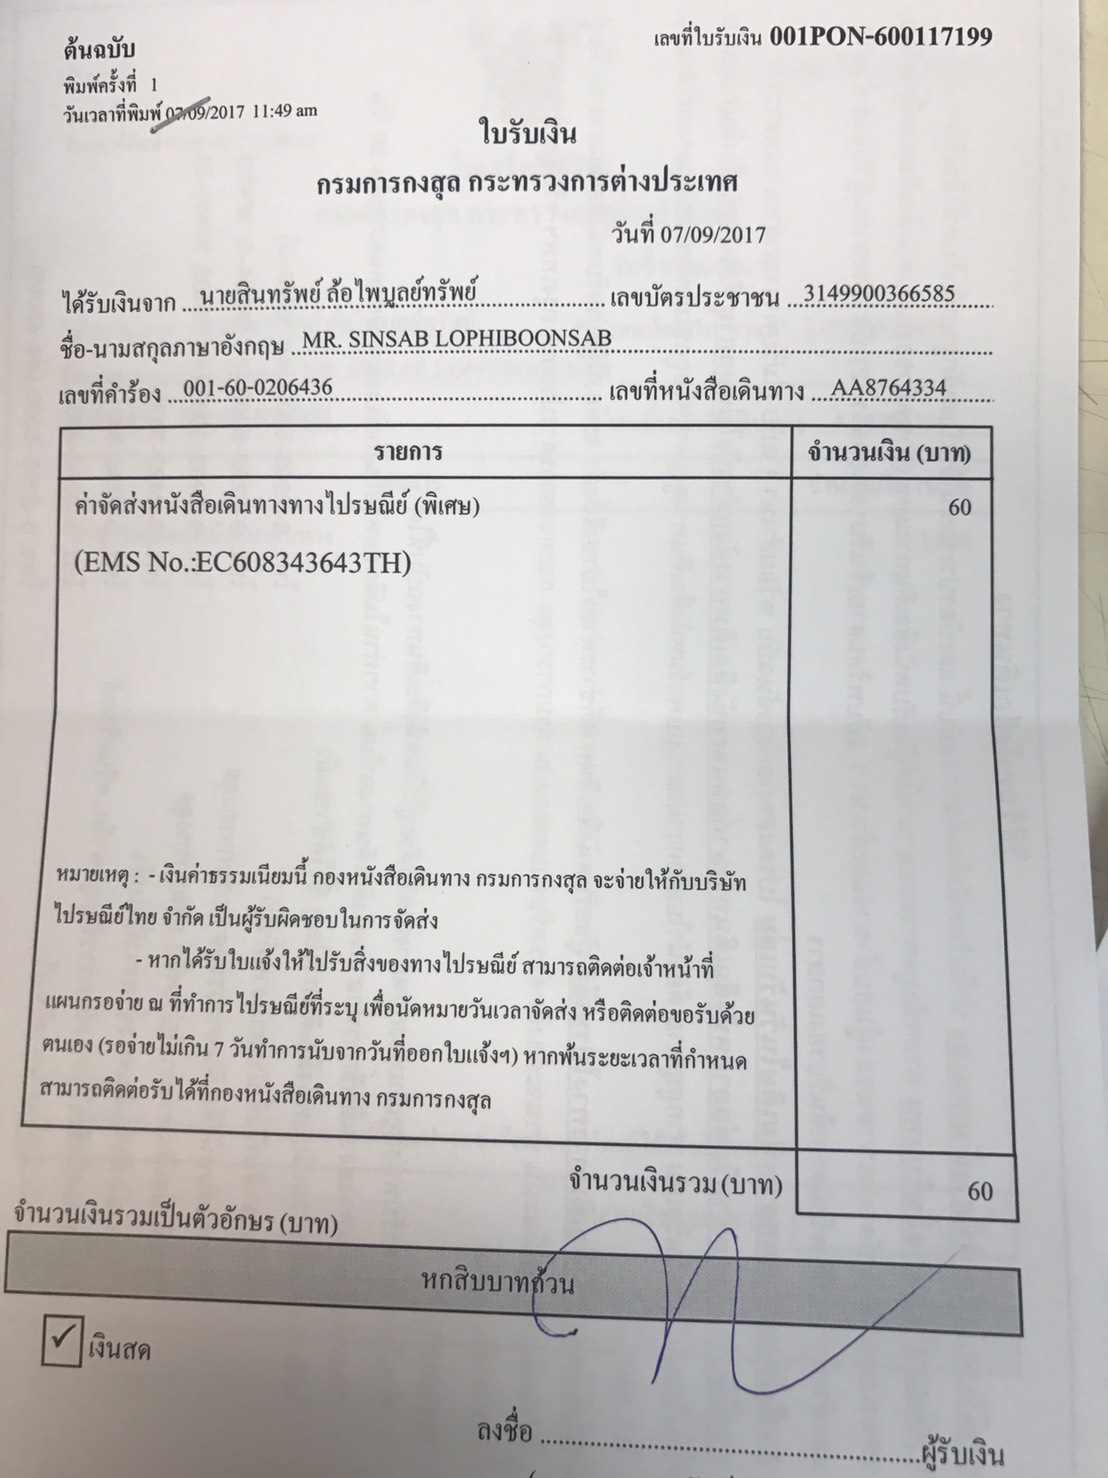 ต้นฉบับ
เลขที่ใบรับเงิน 001PON-600117199
พิมพ์ครั้งที่ 1
วันเวลาที่พิมพ์ 07/09/2017 11:49 am
ใบรับเงิน
กรมการกงสุล กระทรวงการต่างประเทศ
วันที่ 07/09/2017
ได้รับเงินจาก นายสินทรัพย์ ล้อไพบูลย์ทรัพย์ เลขบัตรประชาชน 3149900366585
ชื่อ-นามสกุลภาษาอังกฤษ MR. SINSAB LOPHIBOONSAB
เลขที่คำร้อง 001-60-0206436 เลขที่หนังสือเดินทาง AA8764334
รายการ จำนวนเงิน (บาท)
ค่าจัดส่งหนังสือเดินทางทางไปรษณีย์ (พิเศษ) 60
(EMS No.:EC608343643TH)
หมายเหตุ : - เงินค่าธรรมเนียมนี้ กองหนังสือเดินทาง กรมการกงสุล จะจ่ายให้กับบริษัท
ไปรษณีย์ไทย จำกัด เป็นผู้รับผิดชอบในการจัดส่ง
- หากได้รับใบแจ้งให้ไปรับสิ่งของทางไปรษณีย์ สามารถติดต่อเจ้าหน้าที่
แผนกรอจ่าย ณ ที่ทำการไปรษณีย์ที่ระบุ เพื่อนัดหมายวันเวลาจัดส่ง หรือติดต่อขอรับด้วย
ตนเอง (รอจ่ายไม่เกิน 7 วันทำการนับจากวันที่ออกใบแจ้งฯ) หากพ้นระยะเวลาที่กำหนด
สามารถติดต่อรับได้ที่กองหนังสือเดินทาง กรมการกงสุล
จำนวนเงินรวม (บาท) 60
จำนวนเงินรวมเป็นตัวอักษร (บาท)
หกสิบบาทถ้วน
✓ เงินสด
ลงชื่อ ผู้รับเงิน